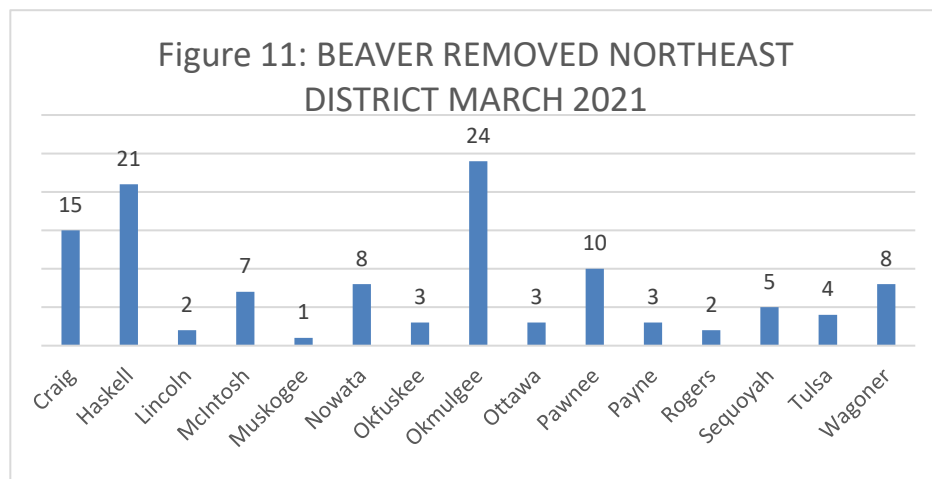 Figure 11: BEAVER REMOVED NORTHEAST
DISTRICT MARCH 2021
15
21
2
7
1
8
3
24
3
10
3
2
5
4
8
Craig
Haskell
Lincoln
McIntosh
Muskogee
Nowata
Okfuskee
Okmulgee
Ottawa
Pawnee
Payne
Rogers
Sequoyah
Tulsa
Wagoner